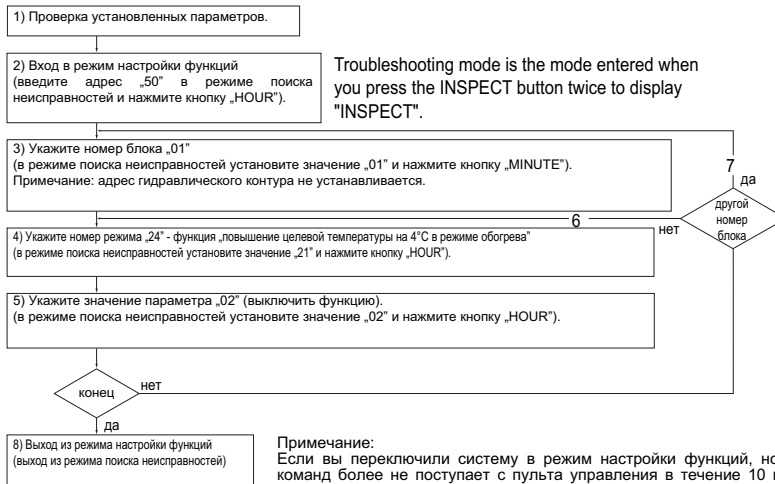 1) Проверка установленных параметров.
2) Вход в режим настройки функций
(введите адрес „50” в режиме поиска
неисправностей и нажмите кнопку „HOUR”).
Troubleshooting mode is the mode entered when
you press the INSPECT button twice to display
"INSPECT".
3) Укажите номер блока „01”
(в режиме поиска неисправностей установите значение „01” и нажмите кнопку „MINUTE”).
Примечание: адрес гидравлического контура не устанавливается.
7
да
другой
номер
блока
6
нет
4) Укажите номер режима „24” - функция „повышение целевой температуры на 4°C в режиме обогрева”
(в режиме поиска неисправностей установите значение „21” и нажмите кнопку „HOUR”).
5) Укажите значение параметра „02” (выключить функцию).
(в режиме поиска неисправностей установите значение „02” и нажмите кнопку „HOUR”).
конец
нет
да
8) Выход из режима настройки функций
(выход из режима поиска неисправностей)
Примечание:
Если вы переключили систему в режим настройки функций, но
команд более не поступает с пульта управления в течение 10